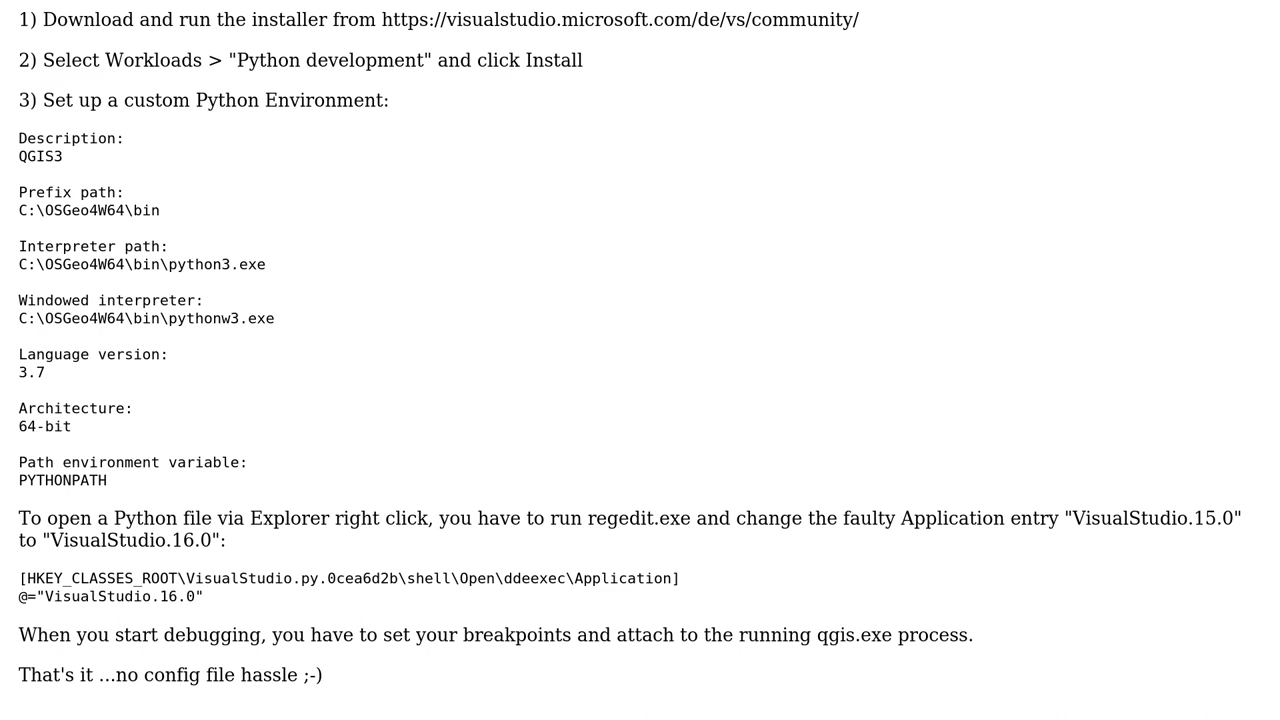 1) Download and run the installer from https://visualstudio.microsoft.com/de/vs/community/
2) Select Workloads > "Python development" and click Install
3) Set up a custom Python Environment:
Description:
QGIS3
Prefix path:
C:\OSGeo4W64\bin
Interpreter path:
C:\OSGeo4W64\bin\python3.exe
Windowed interpreter:
C:\OSGeo4W64\bin\pythonw3.exe
Language version:
3.7
Architecture:
64-bit
Path environment variable:
PYTHONPATH
To open a Python file via Explorer right click, you have to run regedit.exe and change the faulty Application entry "VisualStudio.15.0"
to "VisualStudio.16.0":
[HKEY_CLASSES_ROOT\VisualStudio.py.0cea6d2b\shell\Open\ddeexec\Application]
@="VisualStudio.16.0"
When you start debugging, you have to set your breakpoints and attach to the running qgis.exe process.
That's it ...no config file hassle ;-)